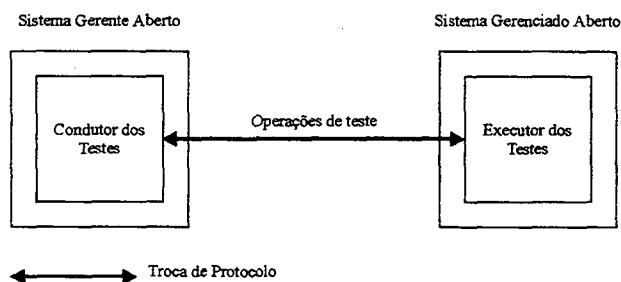 Sistema Gerente Aberto
Sistema Gerenciado Aberto
Condutor dos
Testes
Operações de teste
Executor dos
Testes
Troca de Protocolo